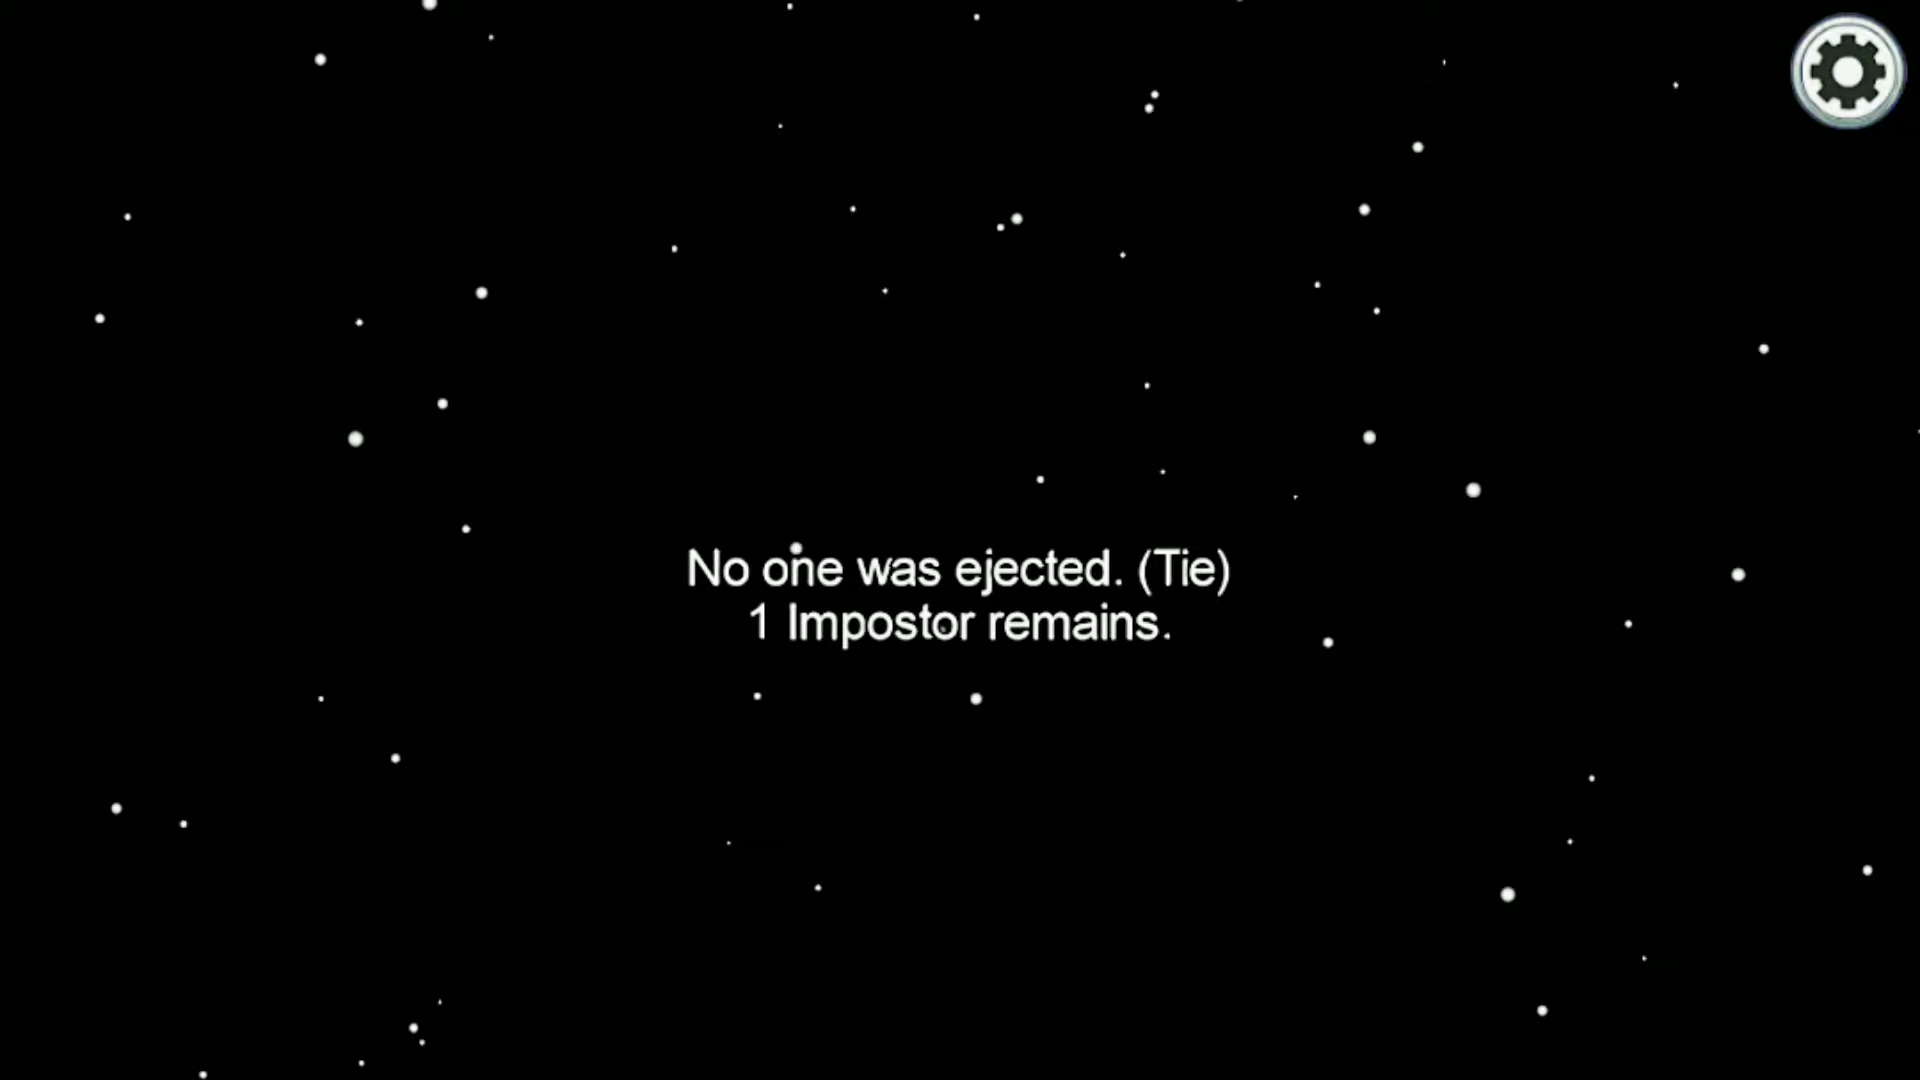 No one was ejected. (Tie)
1 Impostor remains.